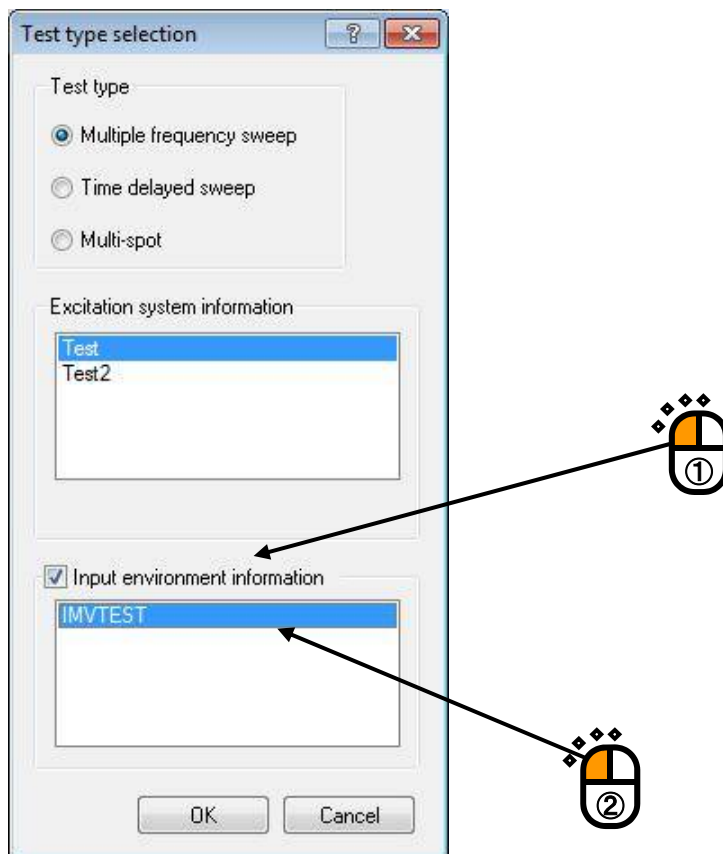 Test type selection
Test type
Multiple frequency sweep
Time delayed sweep
Multi-spot
Excitation system information
Test
Test2
①
Input environment information
IMVTEST
②
OK Cancel